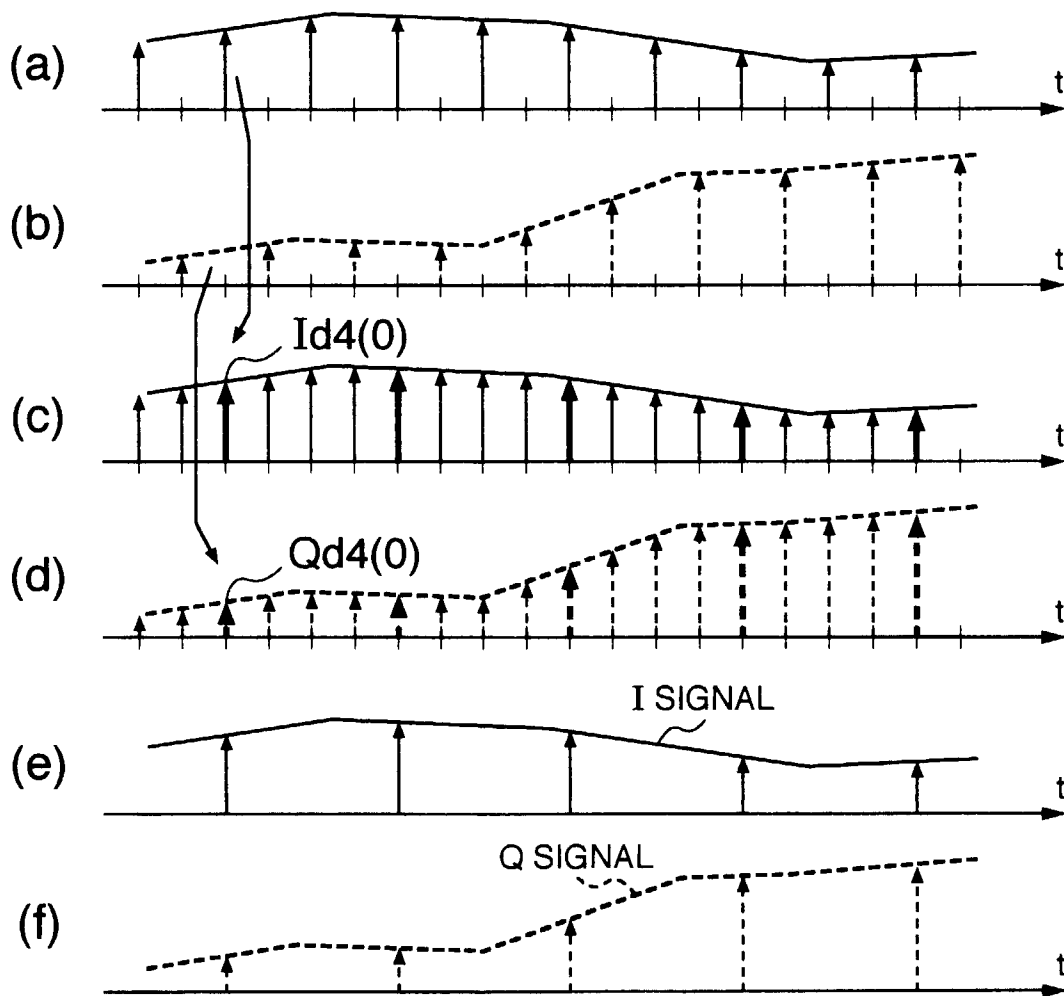 (a)
t
(b)
t
Id4(0)
(c)
t
Qd4(0)
(d)
t
I SIGNAL
(e)
t
Q SIGNAL
(f)
t